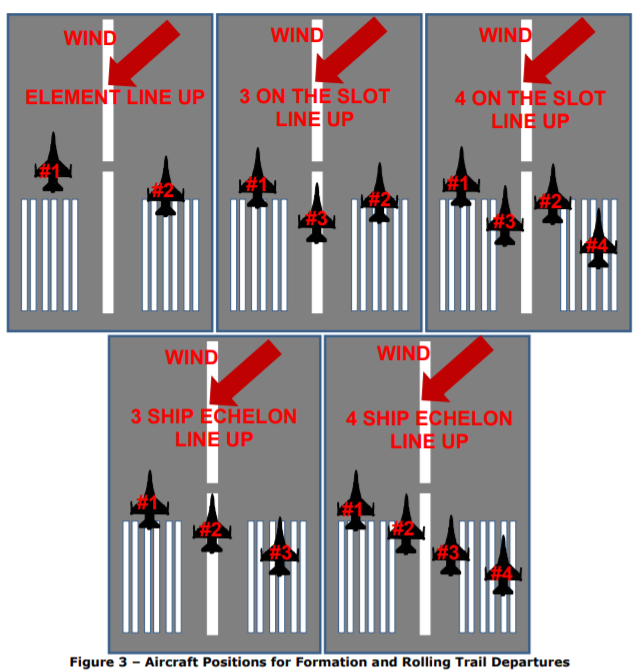 WIND
ELEMENT LINE UP
#1
#2
WIND
3 ON THE SLOT
LINE UP
#1
#2
#3
WIND
4 ON THE SLOT
LINE UP
#1
#2
#3
#4
WIND
3 SHIP ECHELON
LINE UP
#1
#2
#3
WIND
4 SHIP ECHELON
LINE UP
#1
#2
#3
#4
Figure 3 – Aircraft Positions for Formation and Rolling Trail Departures